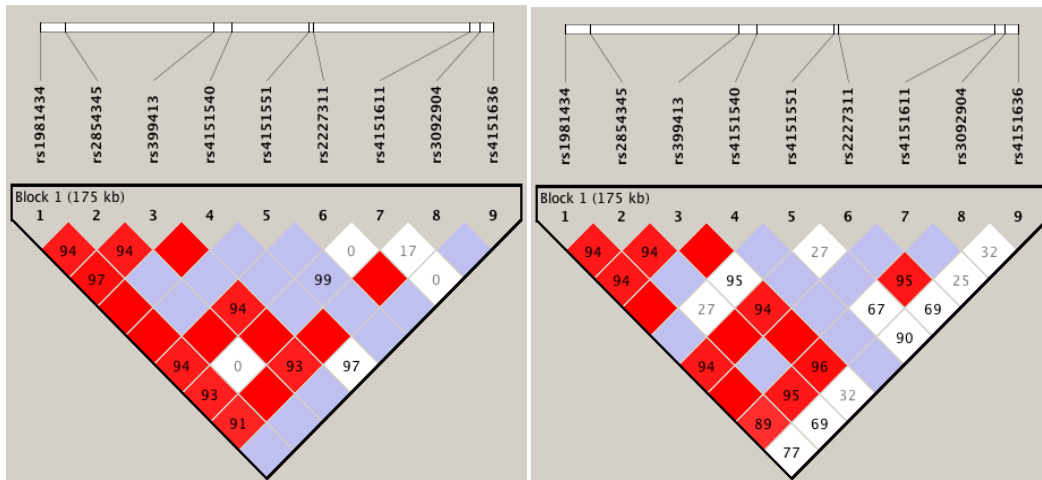 rs1981434
rs2854345
rs399413
rs4151540
rs4151551
rs2227311
rs4151611
rs3092904
rs4151636
Block 1 (175 kb)
1 2 3 4 5 6 7 8 9
94 94 0 17
97 99 0
94
94 0 93 97
93
91
rs1981434
rs2854345
rs399413
rs4151540
rs4151551
rs2227311
rs4151611
rs3092904
rs4151636
Block 1 (175 kb)
1 2 3 4 5 6 7 8 9
94 94 27 32
94 95 95 25
27 94 67 69
90
94 96
95 32
89 69
77